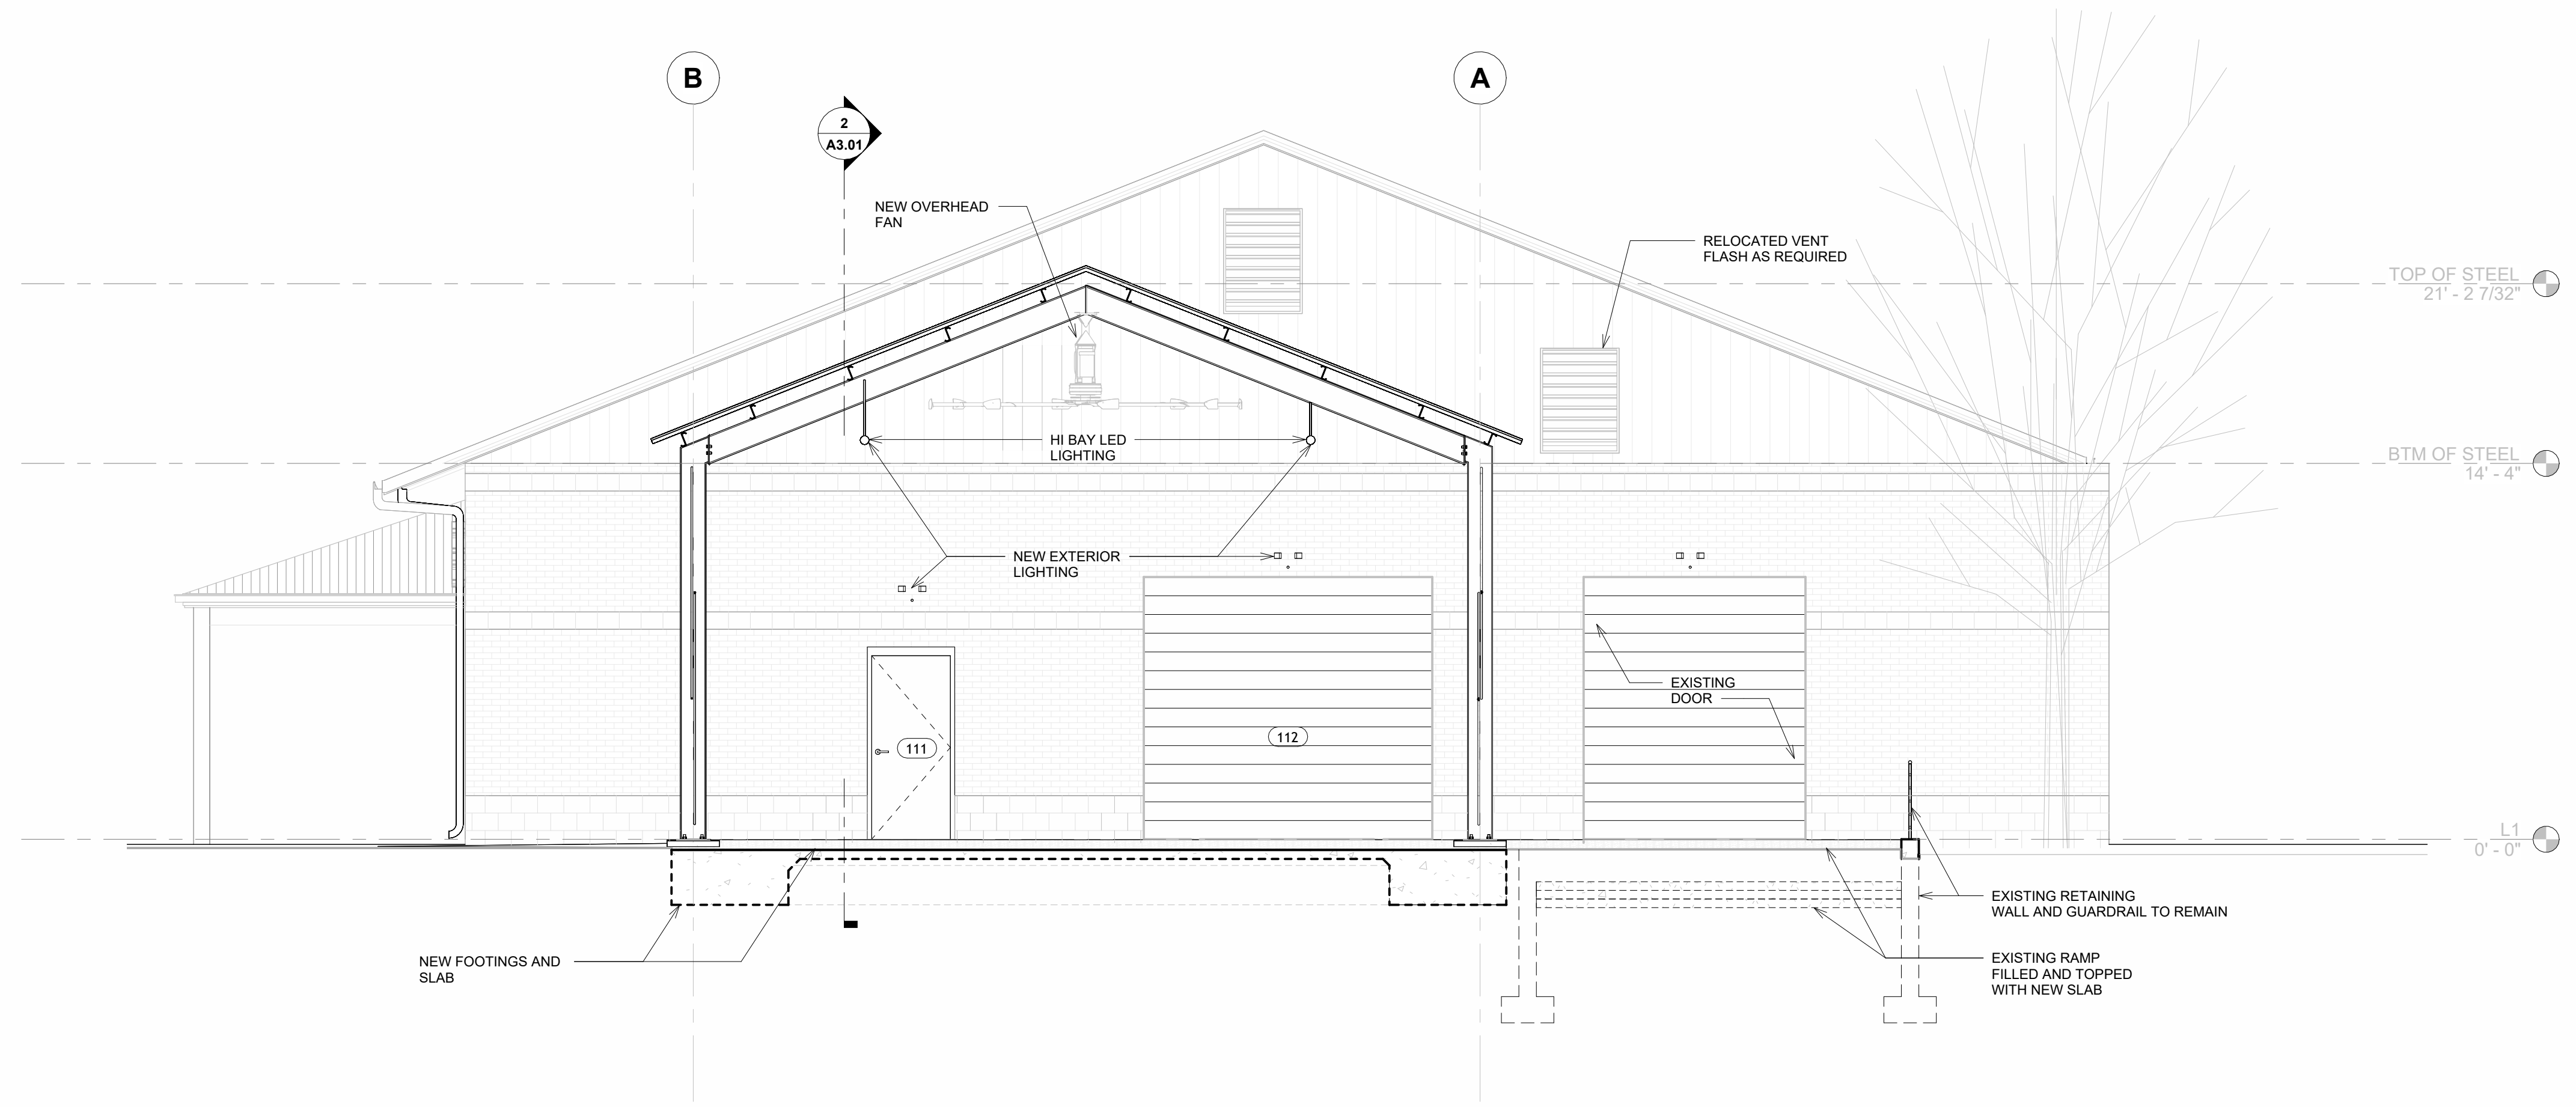 B
A
2
A3.01
NEW OVERHEAD
FAN
RELOCATED VENT
FLASH AS REQUIRED
TOP OF STEEL
21' - 2 7/32"
HI BAY LED
LIGHTING
BTM OF STEEL
14' - 4"
NEW EXTERIOR
LIGHTING
EXISTING
DOOR
111
112
L1
0' - 0"
EXISTING RETAINING
WALL AND GUARDRAIL TO REMAIN
NEW FOOTINGS AND
SLAB
EXISTING RAMP
FILLED AND TOPPED
WITH NEW SLAB